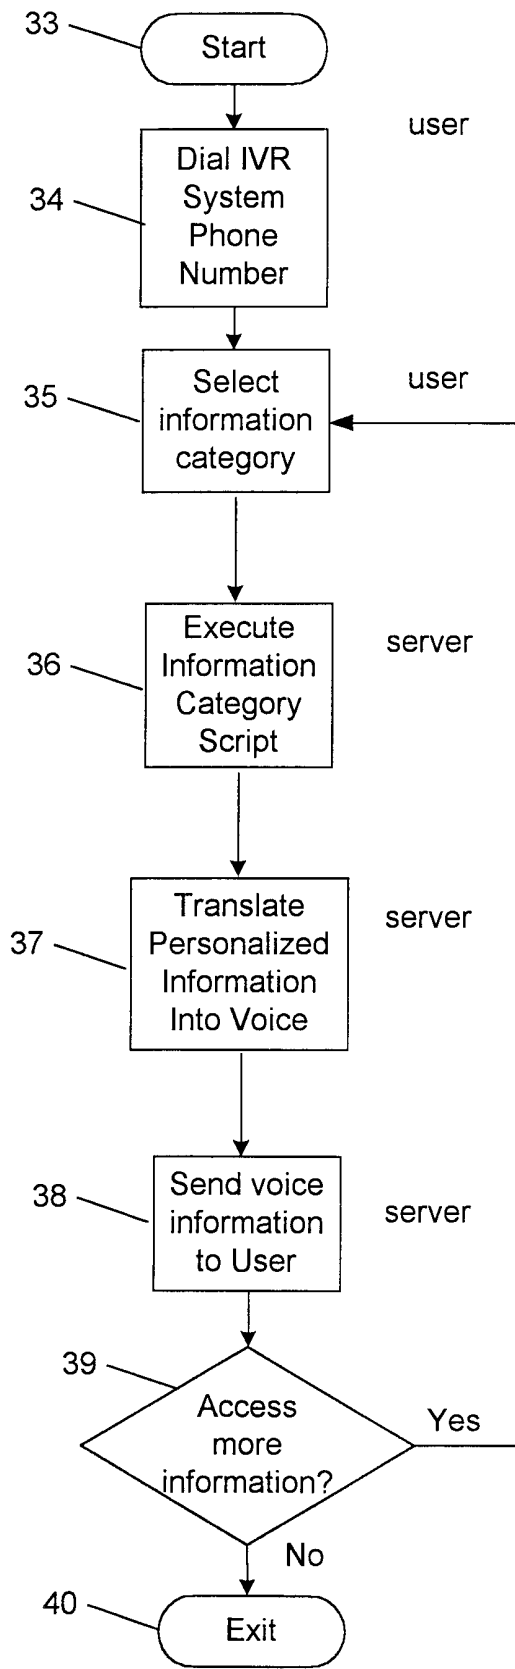 33
Start
user
34
Dial IVR
System
Phone
Number
user
35
Select
information
category
server
36
Execute
Information
Category
Script
server
37
Translate
Personalized
Information
Into Voice
38
Send voice
information
to User
server
39
Access
more
information?
Yes
No
40
Exit